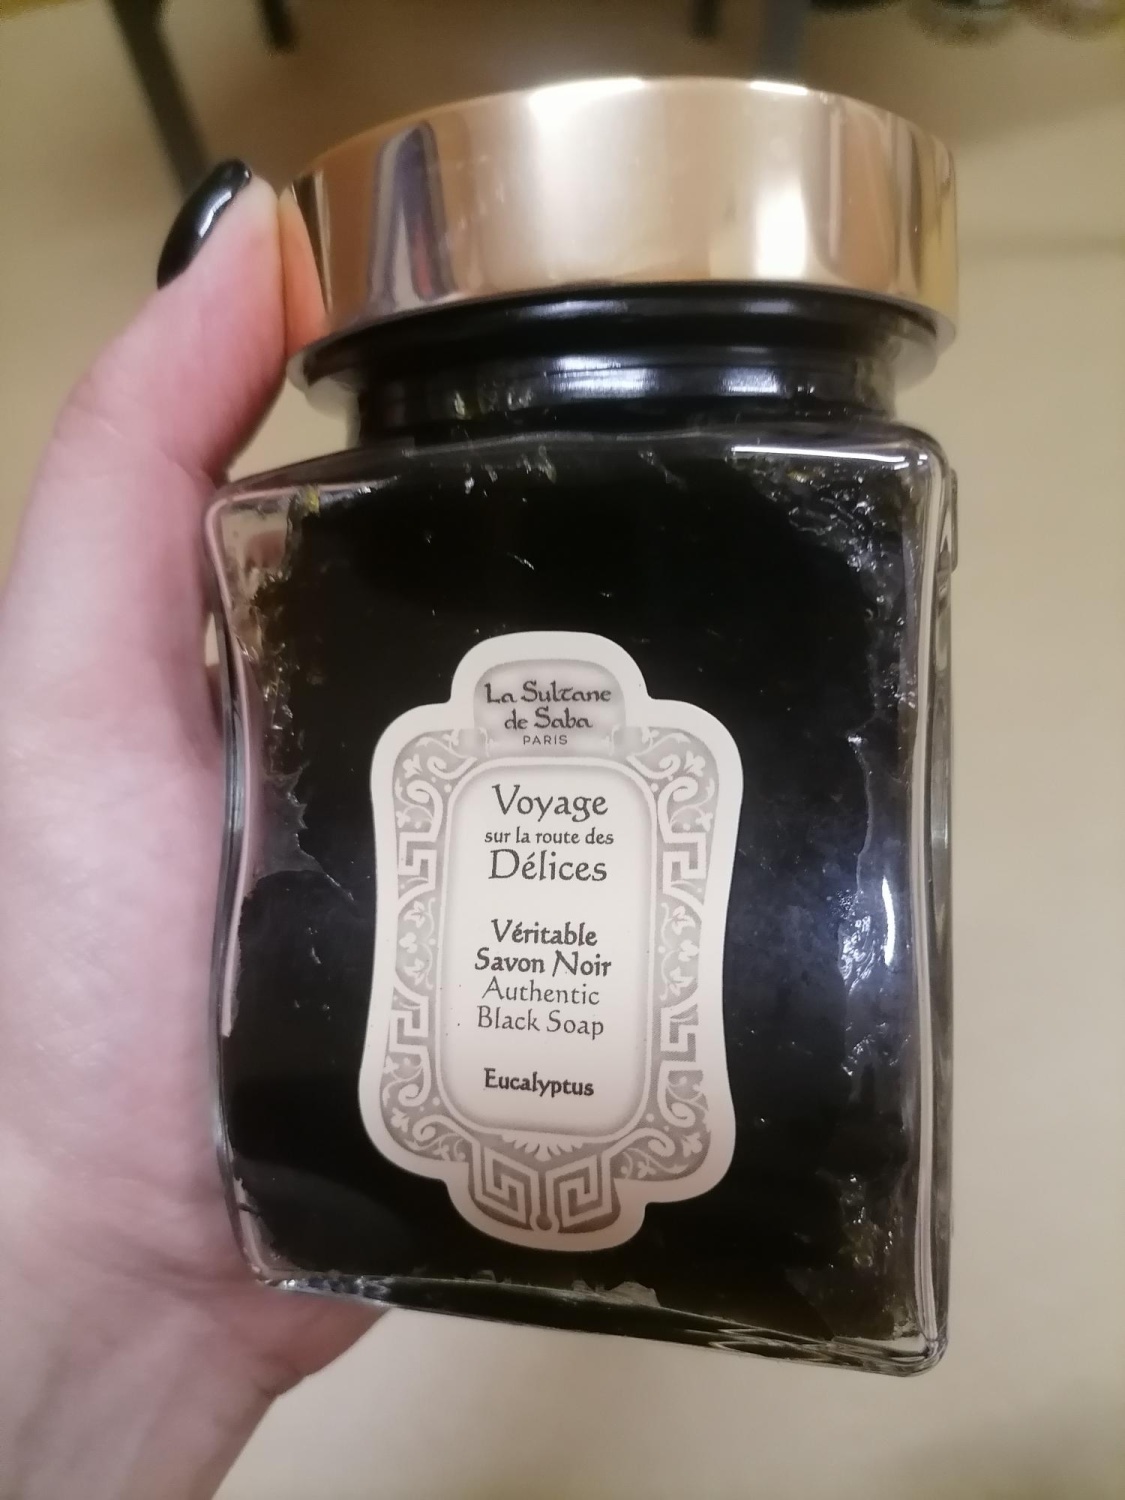 La Sultane
de Saba
PARIS
Voyage
sur la route des
Délices
Véritable
Savon Noir
Authentic
Black Soap
Eucalyptus